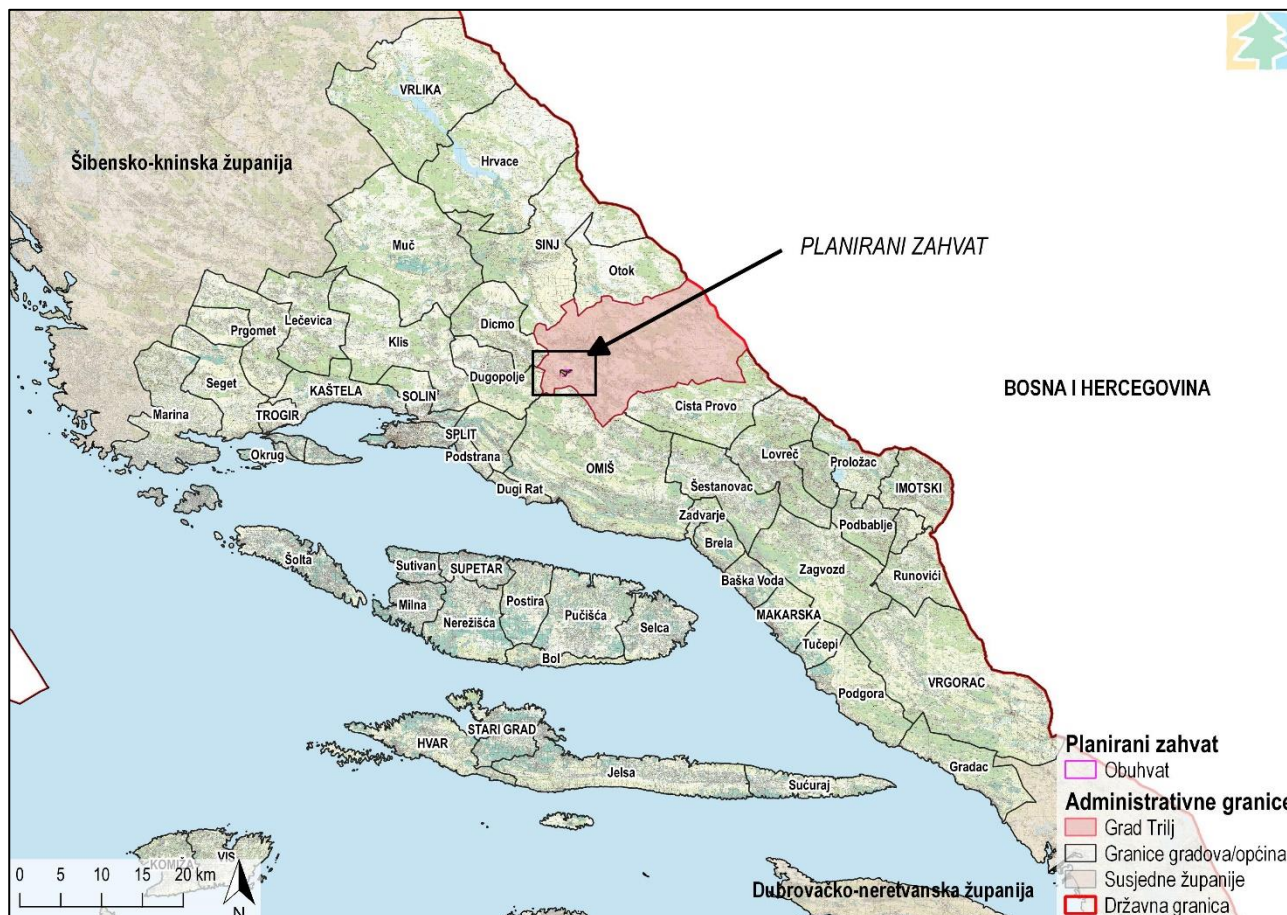 VRLIKA
Šibensko-kninska županija
Hrvace
Muč
SINJ
PLANIRANI ZAHVAT
Otok
Prgomet
Lečevica
Dicmo
Klis
Dugopolje
BOSNA I HERCEGOVINA
Seget
KAŠTELA
SOLIN
Marina
TROGIR
Cista Provo
SPLIT
Okrug
Podstrana
OMIŠ
Lovreč
Proložac
Šestanovac
IMOTSKI
Dugi Rat
Zadvarje
Podbablje
Brela
Šolta
Sutivan
SUPETAR
Baška Voda
Zagvozd
Runovići
Milna
Postira
Pučišća
Nerežišća
Selca
MAKARSKA
Tučepi
Bol
VRGORAC
Podgora
STARI GRAD
HVAR
Gradac
Jelsa
Sućuraj
KOMIŽA
VIS
0 5 10 15 20 km
N
Dubrovačko-neretvanska županija
Planirani zahvat
Obuhvat
Administrativne granice
Grad Trilj
Granice gradova/općina
Susjedne županije
Državna granica